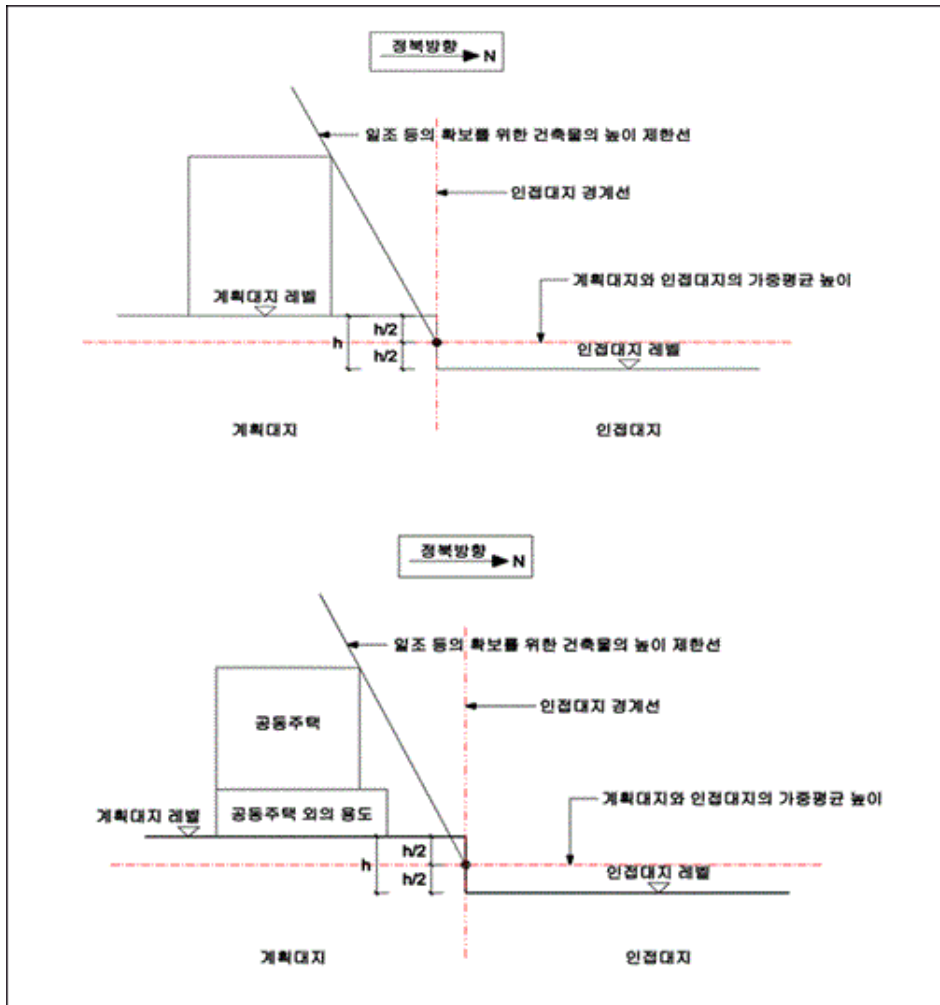 정북방향
N
일조 등의 확보를 위한 건축물의 높이 제한선
인접대지 경계선
계획대지와 인접대지의 가중평균 높이
계획대지 레벨
h/2
h
h/2
인접대지 레벨
계획대지
인접대지
정북방향
N
일조 등의 확보를 위한 건축물의 높이 제한선
인접대지 경계선
공동주택
계획대지와 인접대지의 가중평균 높이
계획대지 레벨
공동주택 외의 용도
h/2
h
h/2
인접대지 레벨
계획대지
인접대지